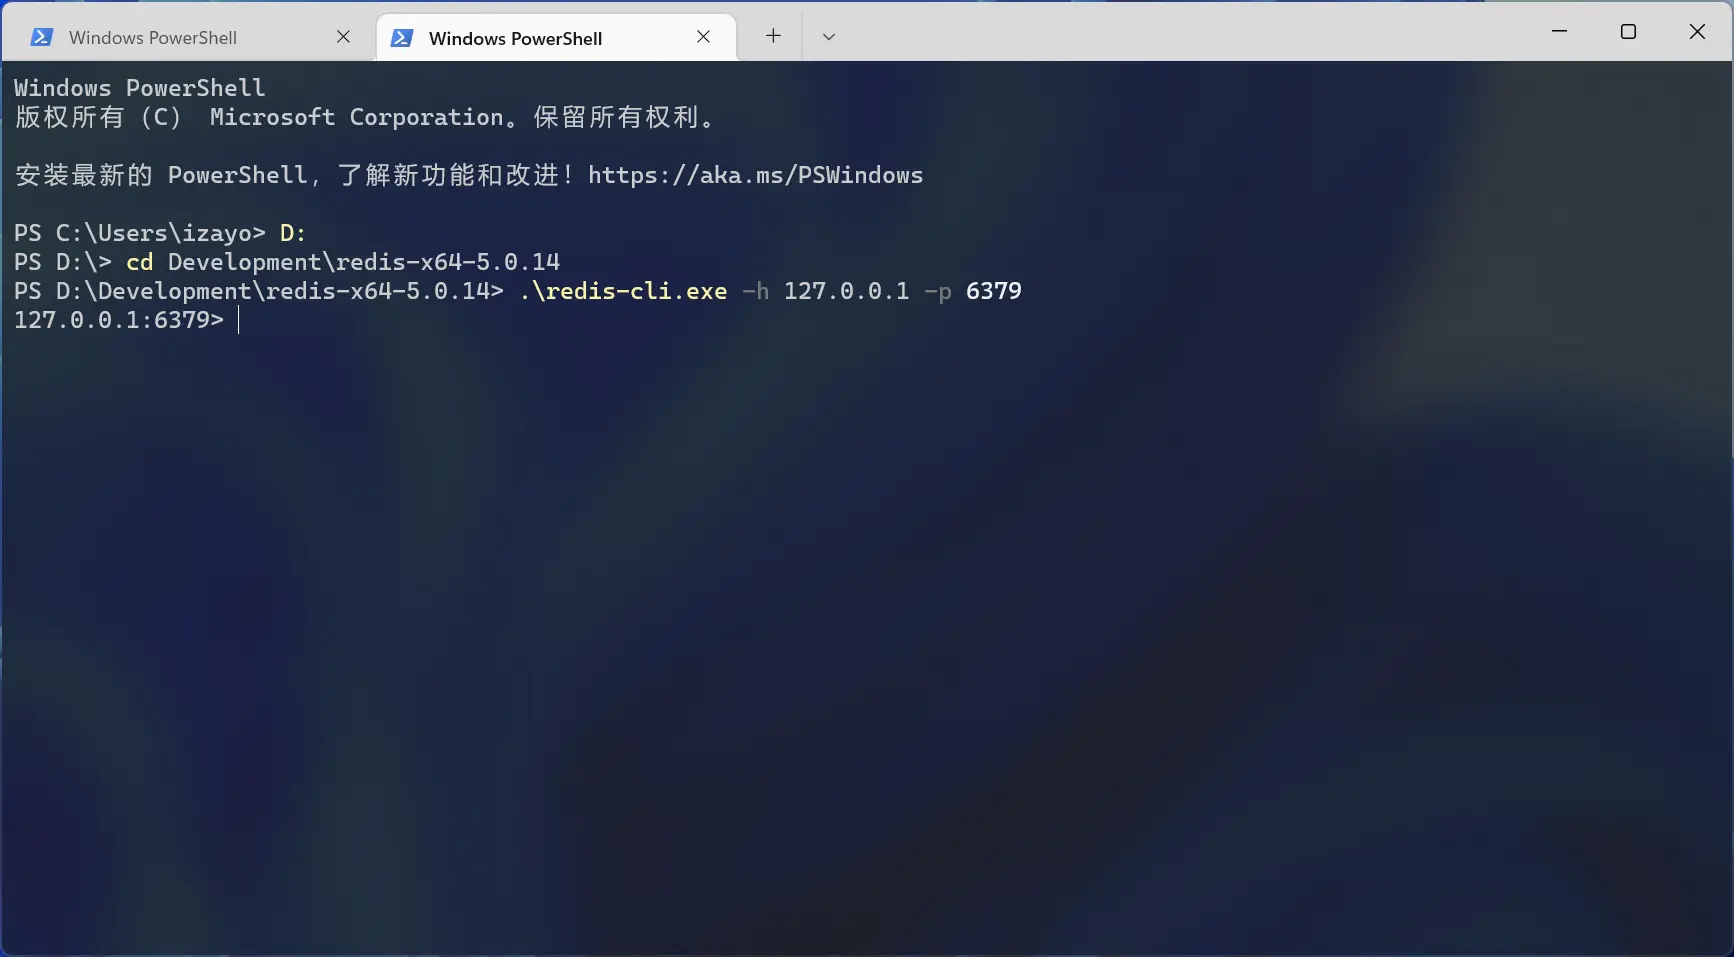 Windows PowerShell
Windows PowerShell
Windows PowerShell
版权所有（C） Microsoft Corporation。保留所有权利。
安装最新的 PowerShell，了解新功能和改进！https://aka.ms/PSWindows
PS C:\Users\izayo> D:
PS D:\> cd Development\redis-x64-5.0.14
PS D:\Development\redis-x64-5.0.14> .\redis-cli.exe -h 127.0.0.1 -p 6379
127.0.0.1:6379>